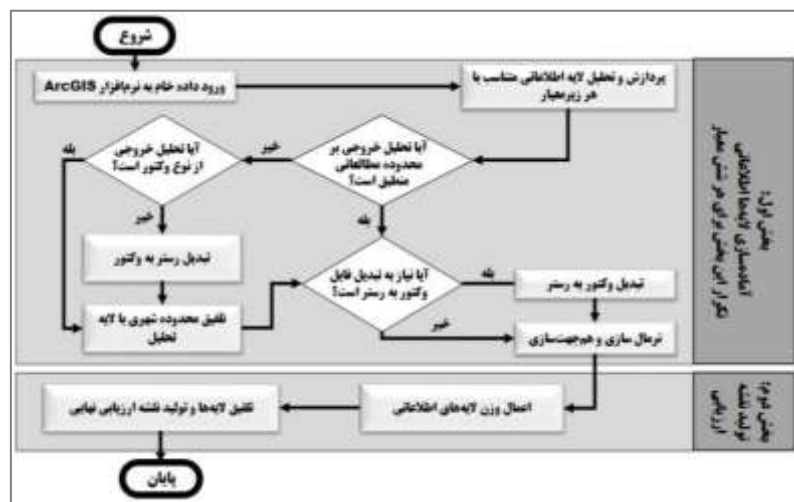 شروع
ورود داده خام به نرم‌افزار ArcGIS
پردازش و تحلیل لایه اطلاعاتی متناسب با
هر زیرمعیار
آیا تحلیل خروجی بر
محدوده مطالعاتی
منطبق است؟
خیر
بله
آیا تحلیل خروجی
از نوع وکتور است؟
بله
خیر
تبدیل رستر به وکتور
تلفیق محدوده شهری با لایه
تحلیل
آیا نیاز به تبدیل فایل
وکتور به رستر است؟
بله
خیر
تبدیل وکتور به رستر
نرمال سازی و هم‌جهت‌سازی
بخش اول:
آماده‌سازی لایه‌ها اطلاعاتی
تکرار این بخش برای هر شش معیار
اعمال وزن لایه‌های اطلاعاتی
تلفیق لایه‌ها و تولید نقشه ارزیابی نهایی
بخش دوم:
تولید نقشه
ارزیابی.
پایان